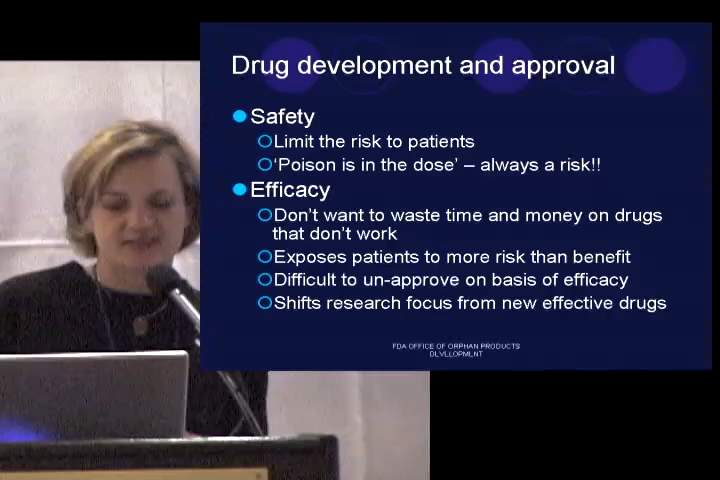 Drug development and approval
Safety
Limit the risk to patients
‘Poison is in the dose’ – always a risk!!
Efficacy
Don’t want to waste time and money on drugs
that don’t work
Exposes patients to more risk than benefit
Difficult to un-approve on basis of efficacy
Shifts research focus from new effective drugs
FDA OFFICE OF ORPHAN PRODUCTS
DEVELOPMENT